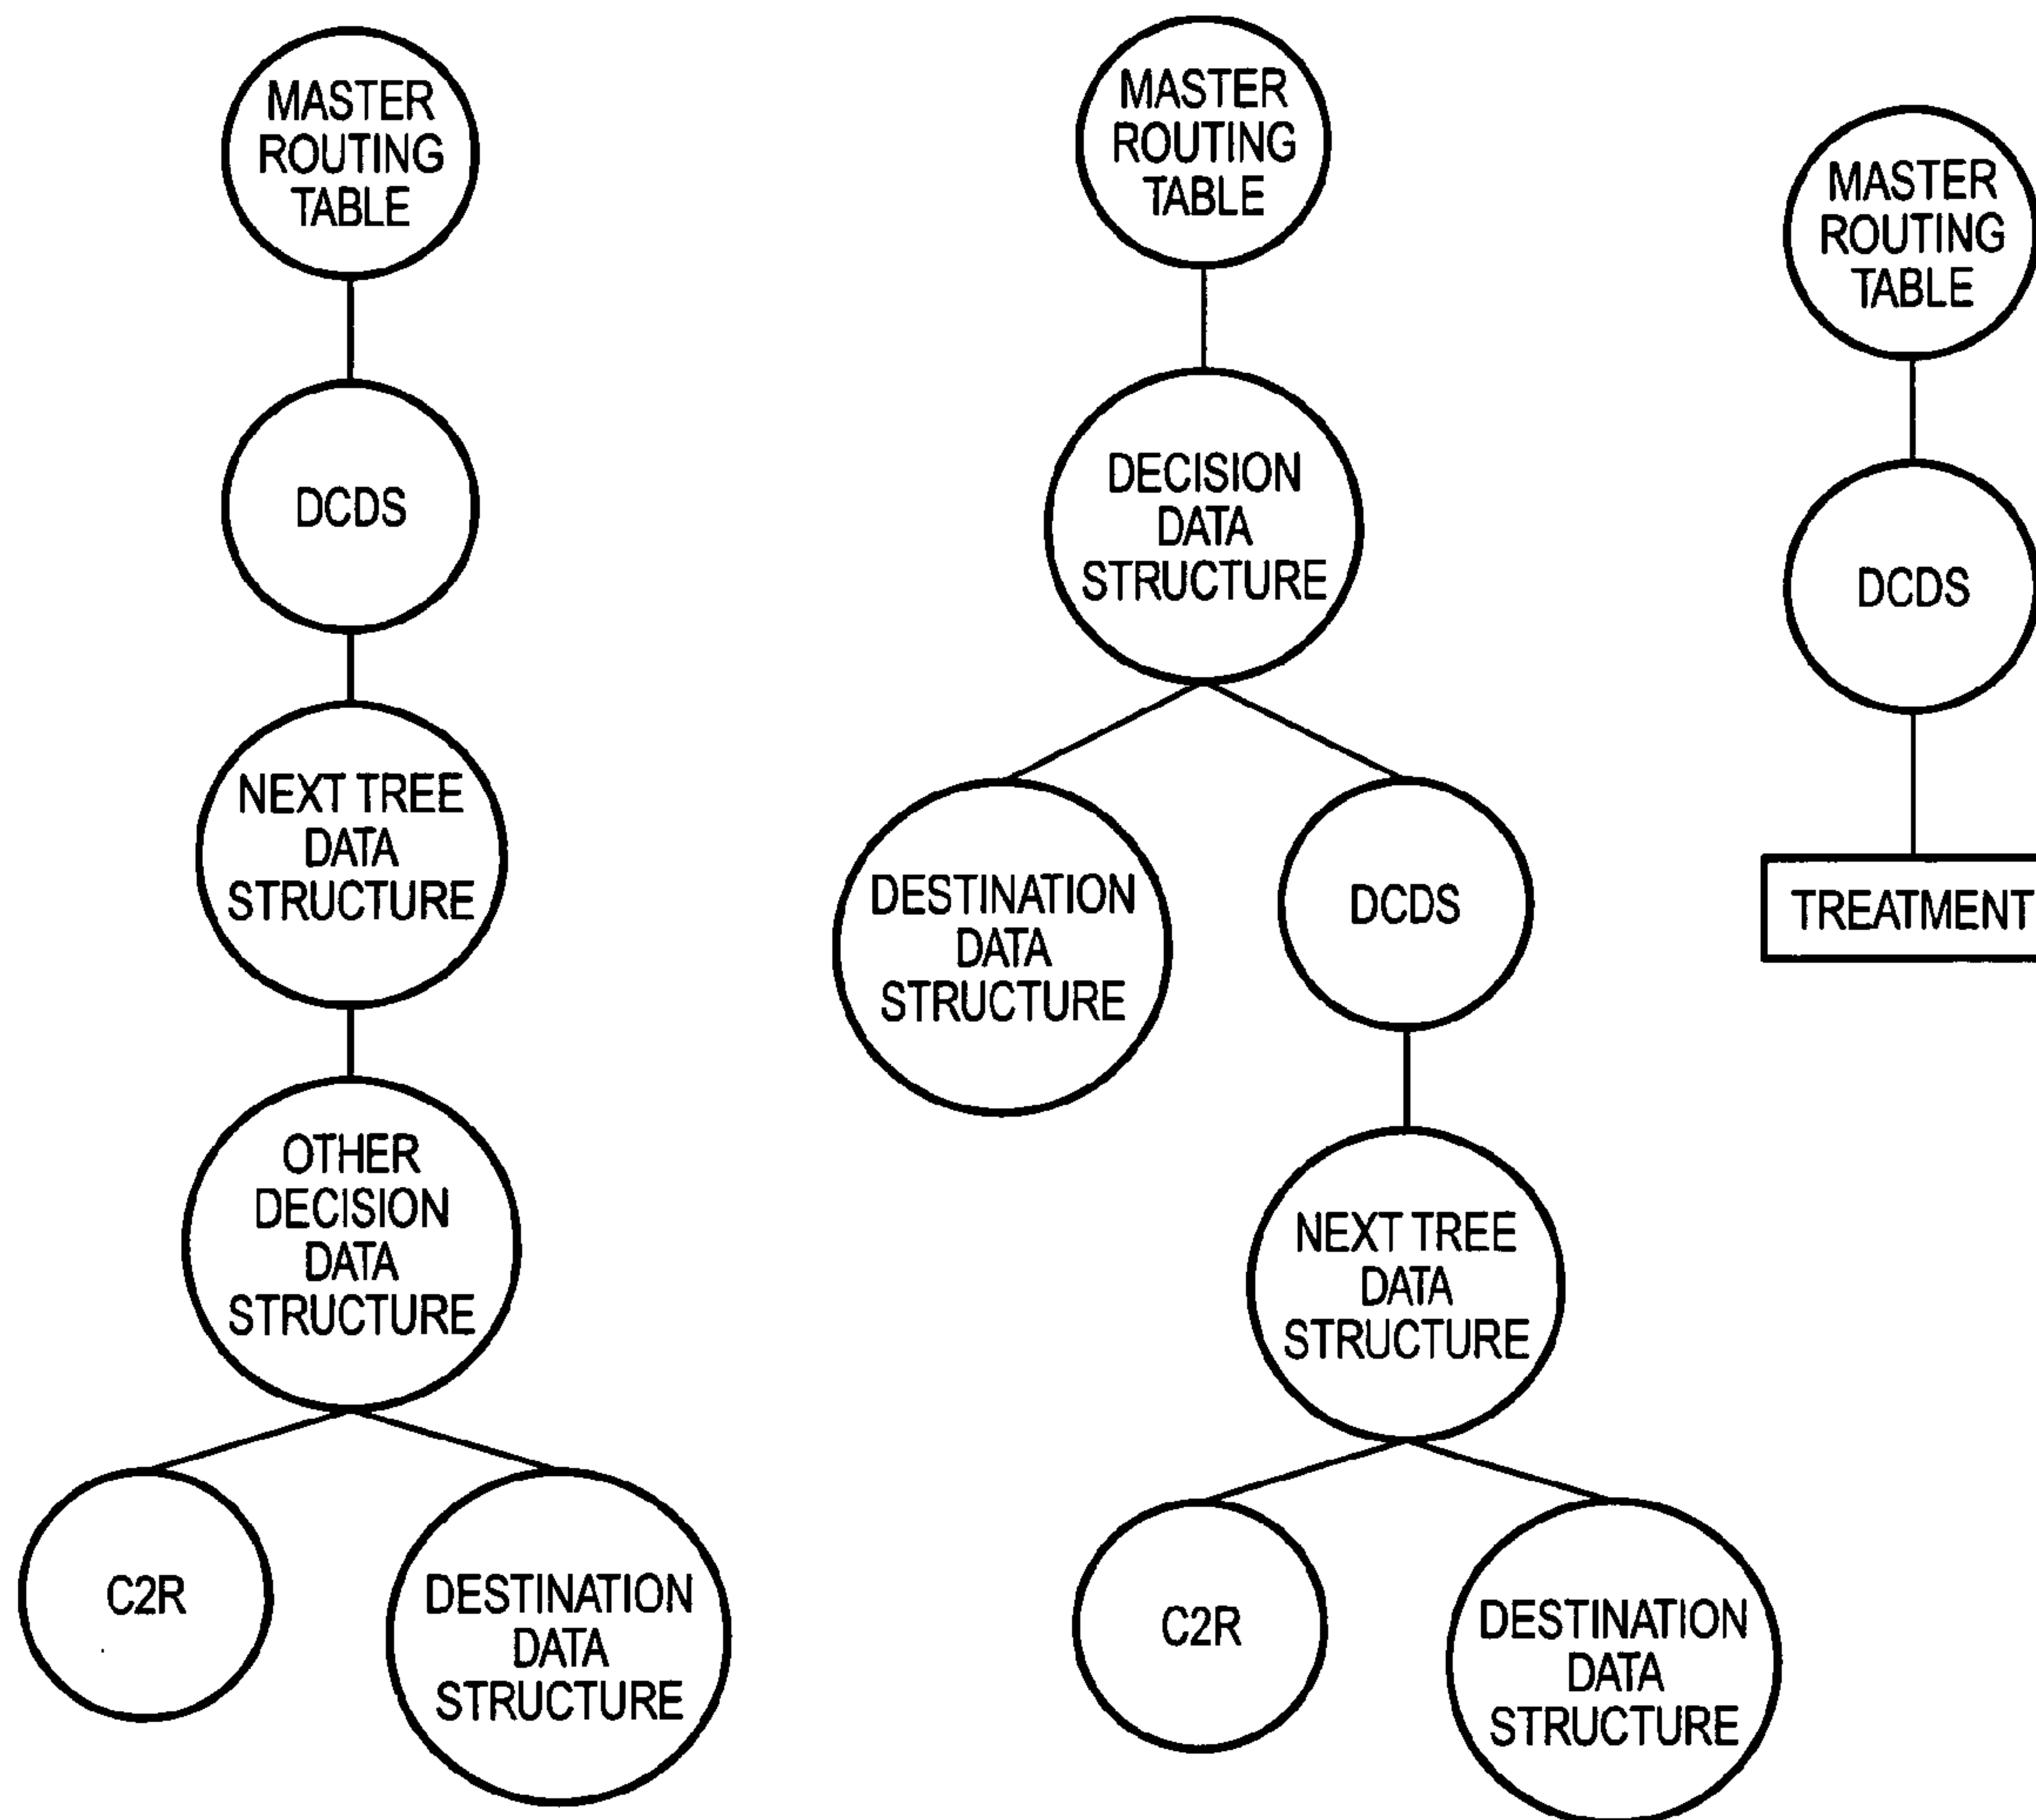 MASTER
ROUTING
TABLE
DCDS
NEXT TREE
DATA
STRUCTURE
OTHER
DECISION
DATA
STRUCTURE
C2R
DESTINATION
DATA
STRUCTURE
MASTER
ROUTING
TABLE
DECISION
DATA
STRUCTURE
DESTINATION
DATA
STRUCTURE
DCDS
NEXT TREE
DATA
STRUCTURE
C2R
DESTINATION
DATA
STRUCTURE
MASTER
ROUTING
TABLE
DCDS
TREATMENT